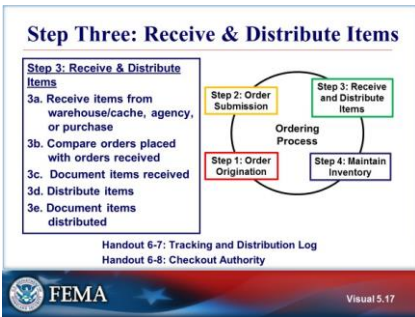 Step Three: Receive & Distribute Items
Step 3: Receive & Distribute
Items
3a. Receive items from
warehouse/cache, agency,
or purchase
3b. Compare orders placed
with orders received
3c. Document items received
3d. Distribute items
3e. Document items
distributed
Step 2: Order
Submission
Step 3: Receive
and Distribute
Items
Ordering
Process
Step 1: Order
Origination
Step 4: Maintain
Inventory
Handout 6-7: Tracking and Distribution Log
Handout 6-8: Checkout Authority
FEMA
Visual 5.17